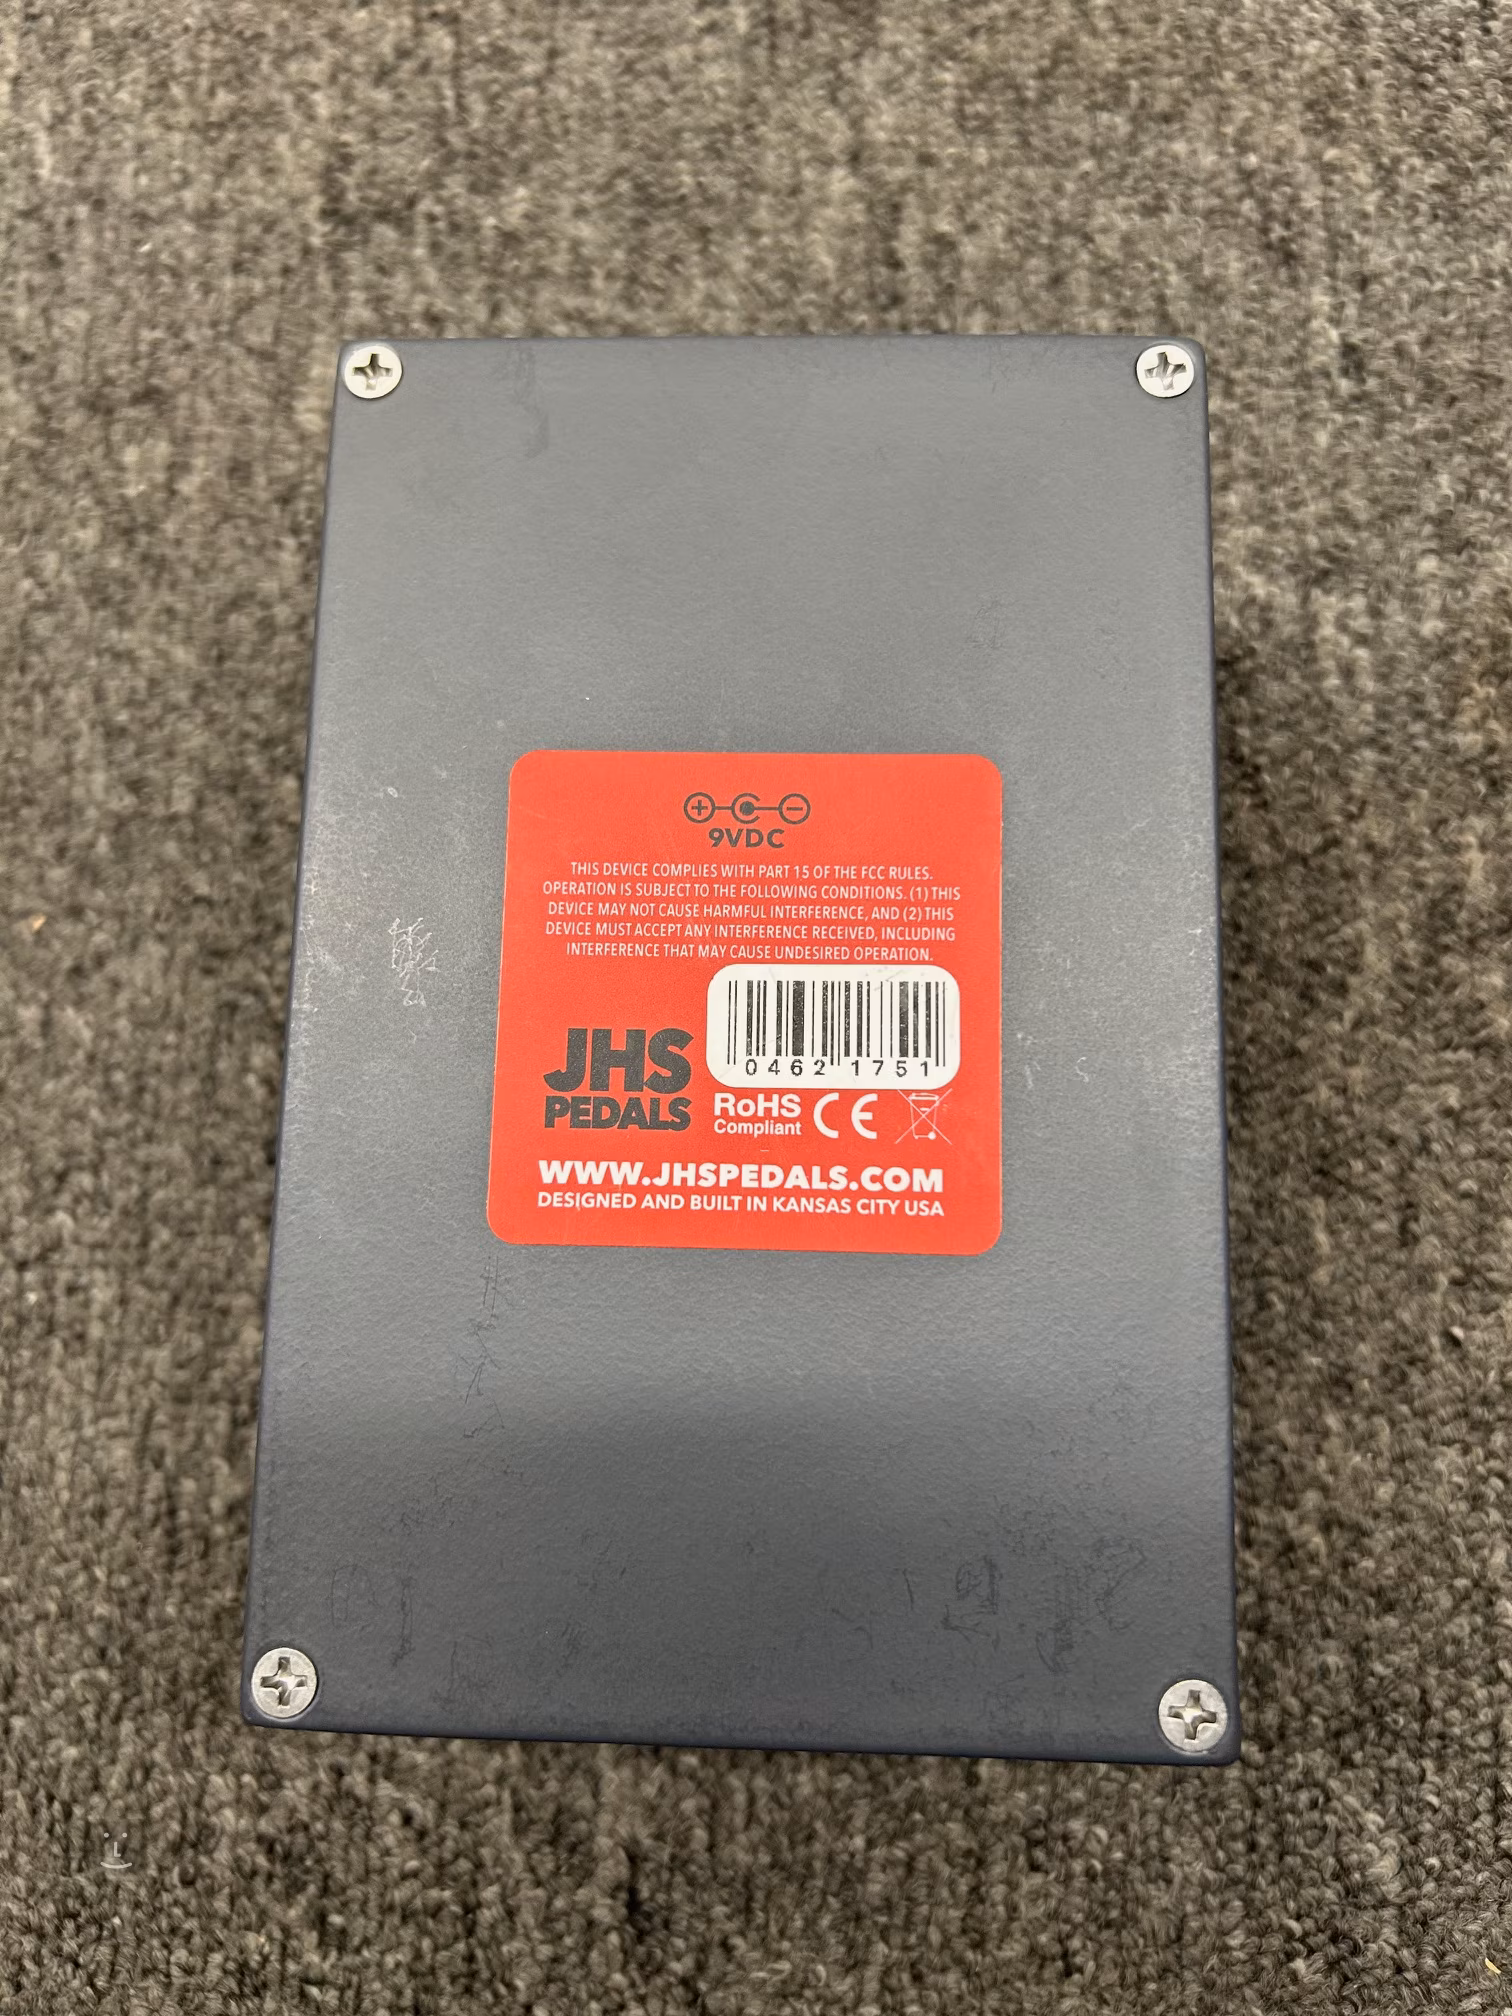 9VDC
THIS DEVICE COMPLIES WITH PART 15 OF THE FCC RULES.
OPERATION IS SUBJECT TO THE FOLLOWING CONDITIONS. (1) THIS
DEVICE MAY NOT CAUSE HARMFUL INTERFERENCE, AND (2) THIS
DEVICE MUST ACCEPT ANY INTERFERENCE RECEIVED, INCLUDING
INTERFERENCE THAT MAY CAUSE UNDESIRED OPERATION.
04621751
JHS
PEDALS
RoHS
Compliant
CE
WWW.JHSPEDALS.COM
DESIGNED AND BUILT IN KANSAS CITY USA
L